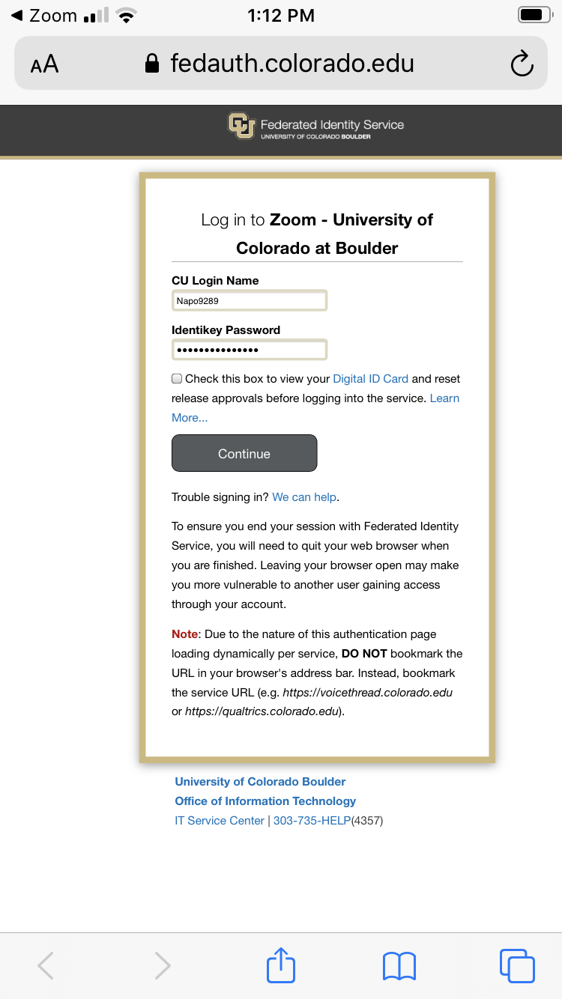 Zoom 1:12 PM
AA fedauth.colorado.edu
CU Federated Identity Service
UNIVERSITY OF COLORADO BOULDER
Log in to Zoom - University of
Colorado at Boulder
CU Login Name
Napo9289
Identikey Password
•••••••••••••••
Check this box to view your Digital ID Card and reset
release approvals before logging into the service. Learn
More...
Continue
Trouble signing in? We can help.
To ensure you end your session with Federated Identity
Service, you will need to quit your web browser when
you are finished. Leaving your browser open may make
you more vulnerable to another user gaining access
through your account.
Note: Due to the nature of this authentication page
loading dynamically per service, DO NOT bookmark the
URL in your browser's address bar. Instead, bookmark
the service URL (e.g. https://voicethread.colorado.edu
or https://qualtrics.colorado.edu).
University of Colorado Boulder
Office of Information Technology
IT Service Center | 303-735-HELP(4357)